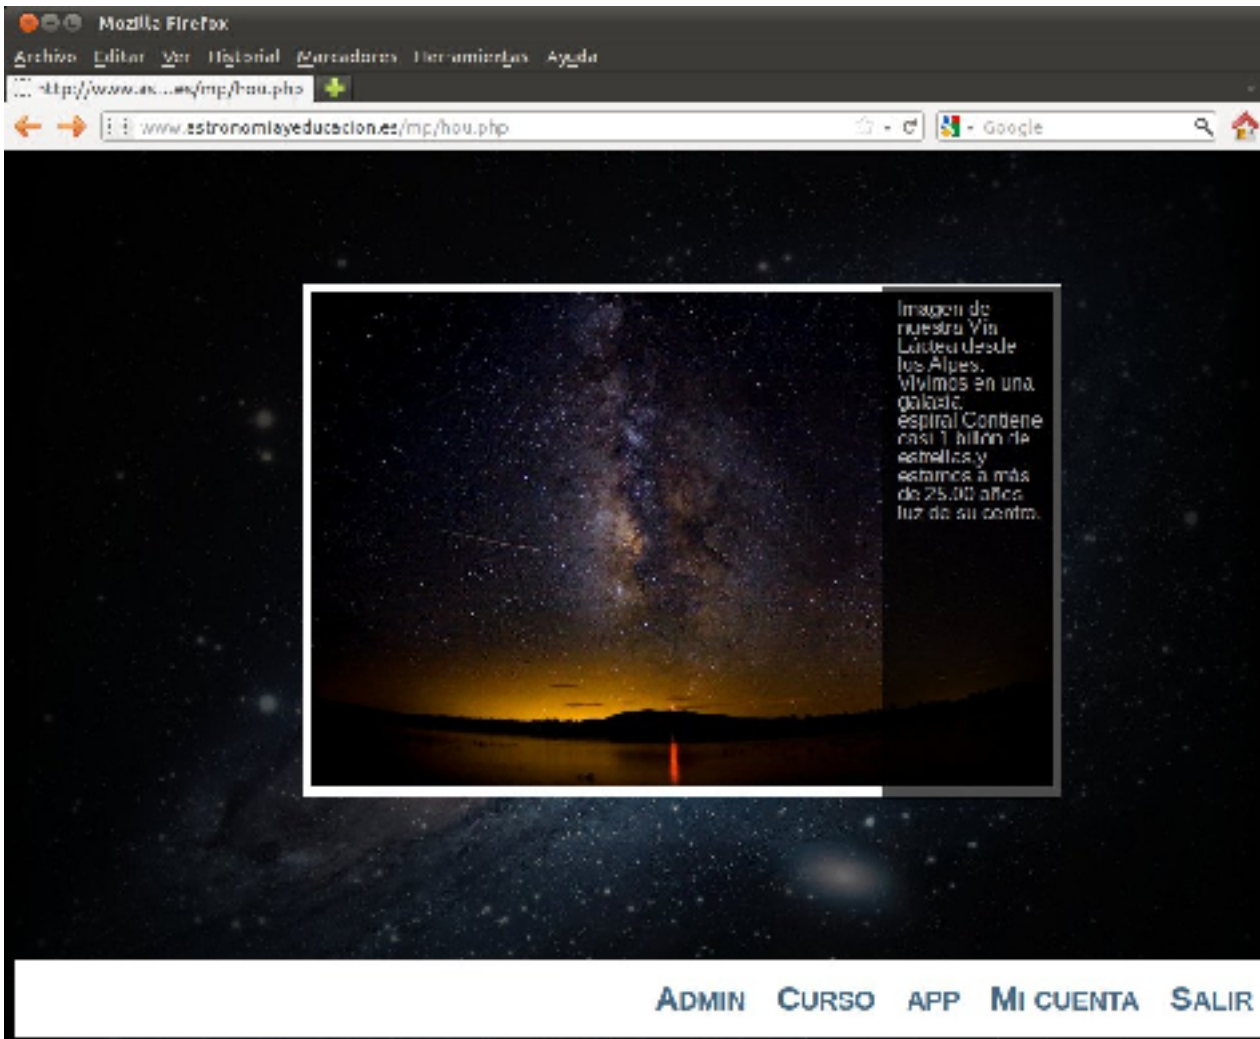 Mozilla Firefox
Archivo Editar Ver Historial Marcadores Herramientas Ayuda
http://www.as...es/mp/hou.php
www.astronomiayeducacion.es/mp/hou.php
Google
Imagen de
nuestra Vía
Láctea desde
los Alpes.
Vivimos en una
galaxia
espiral.Contiene
casi 1 billón de
estrellas y
estamos a más
de 25.00 años
luz de su centro.
ADMIN CURSO APP MI CUENTA SALIR